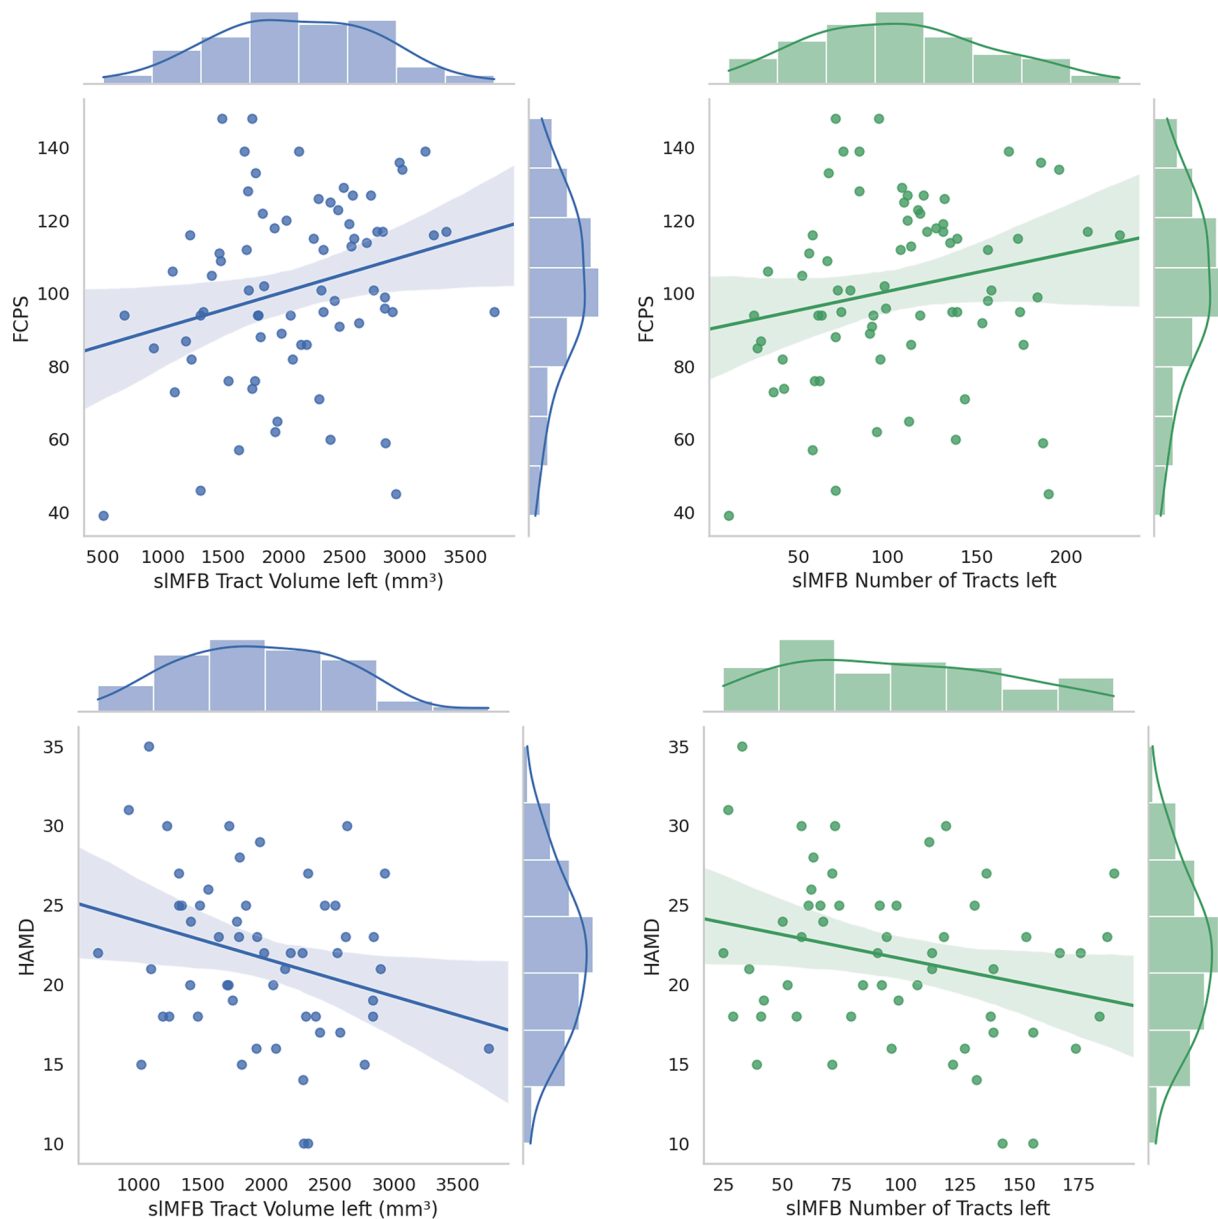 FCPS
140
120
100
80
60
40
500 1000 1500 2000 2500 3000 3500
slMFB Tract Volume left (mm³)
FCPS
140
120
100
80
60
40
50 100 150 200
slMFB Number of Tracts left
HAMD
35
30
25
20
15
10
1000 1500 2000 2500 3000 3500
slMFB Tract Volume left (mm³)
HAMD
35
30
25
20
15
10
25 50 75 100 125 150 175
slMFB Number of Tracts left